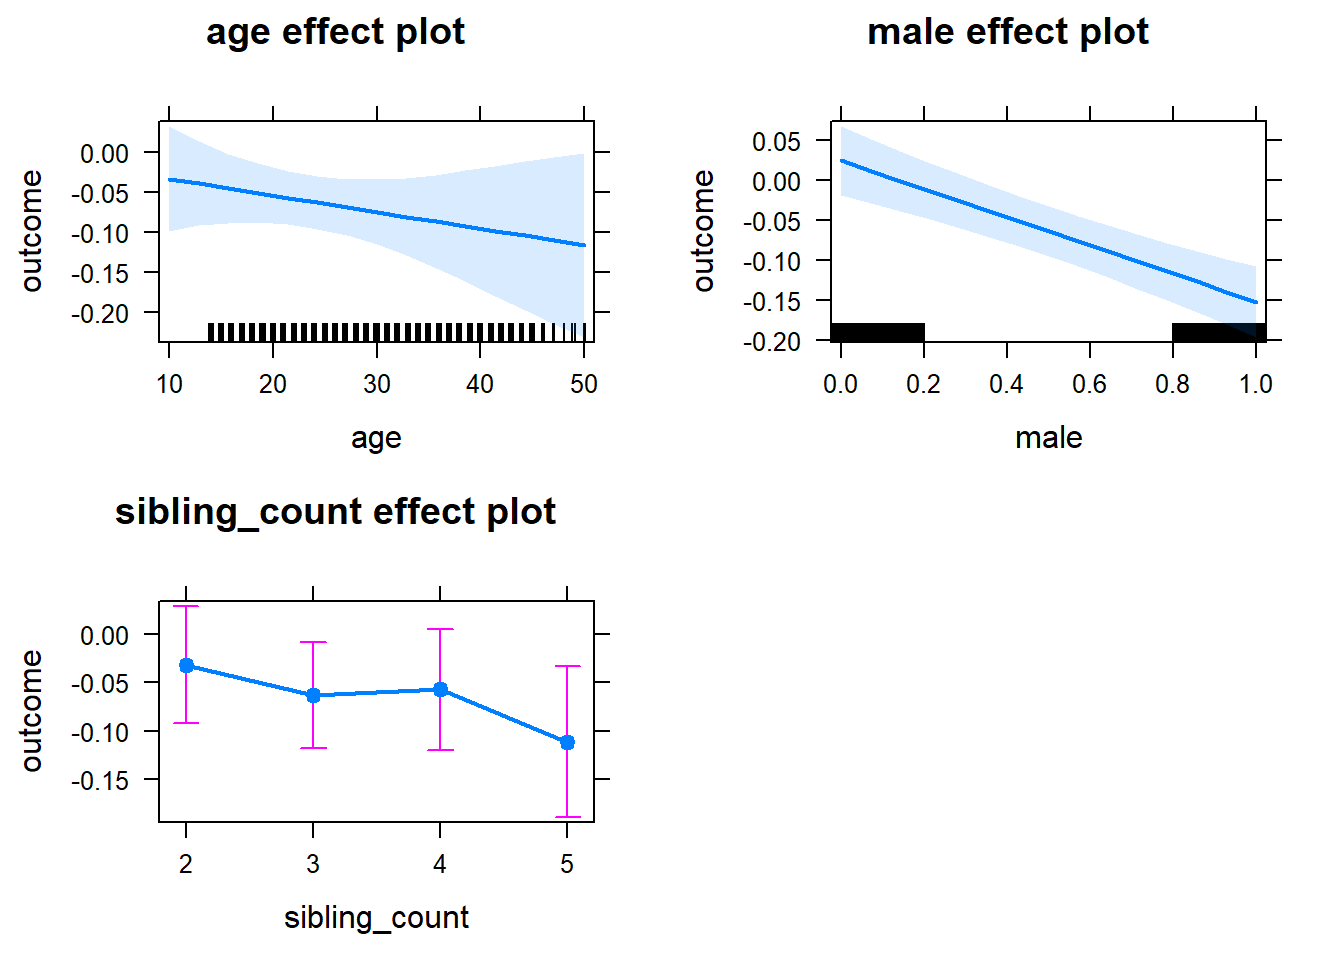 age effect plot
outcome
0.00
-0.05
-0.10
-0.15
-0.20
10 20 30 40 50
age
male effect plot
outcome
0.05
0.00
-0.05
-0.10
-0.15
-0.20
0.0 0.2 0.4 0.6 0.8 1.0
male
sibling_count effect plot
outcome
0.00
-0.05
-0.10
-0.15
2 3 4 5
sibling_count